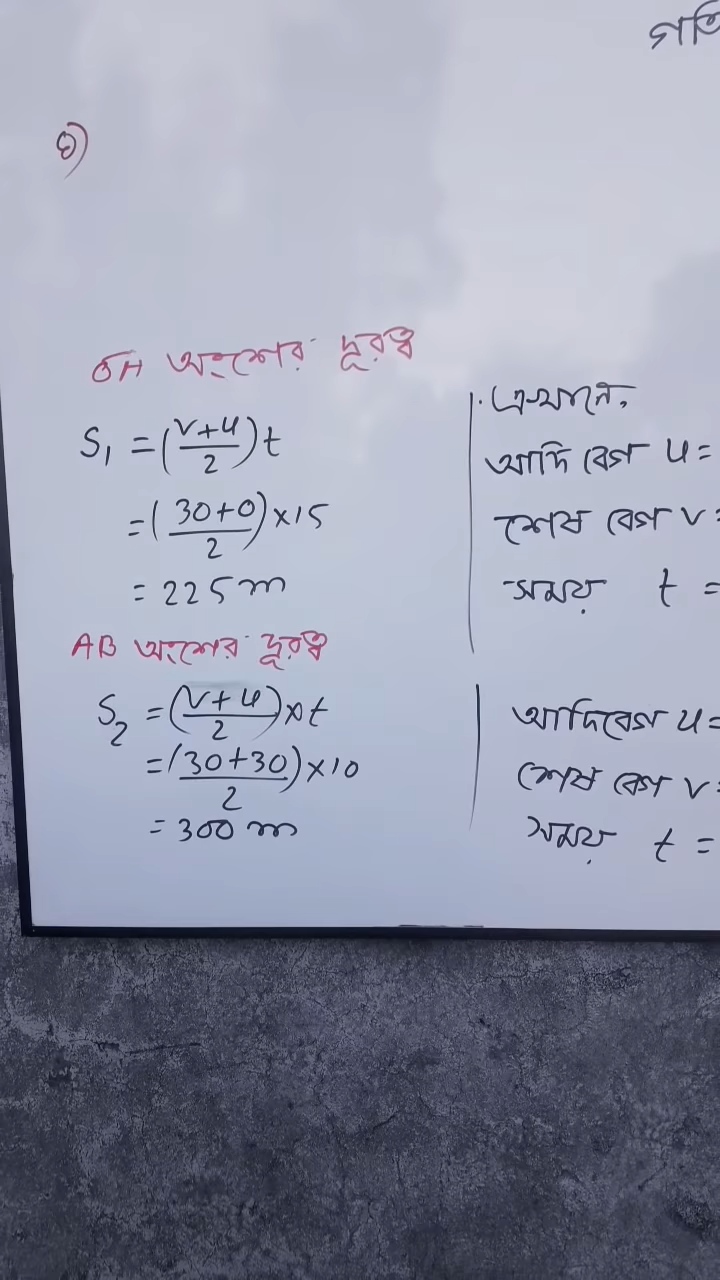 গতি
ঘ)
OA অংশের দূরত্ব
S₁ = (v+u/2)t
= (30+0/2)×15
= 225 m
AB অংশের দূরত্ব
S₂ = (v+u/2)×t
= (30+30/2)×10
= 300 m
এখানে,
আদি বেগ u =
শেষ বেগ v =
সময় t =
আদিবেগ u =
শেষ বেগ v =
সময় t =